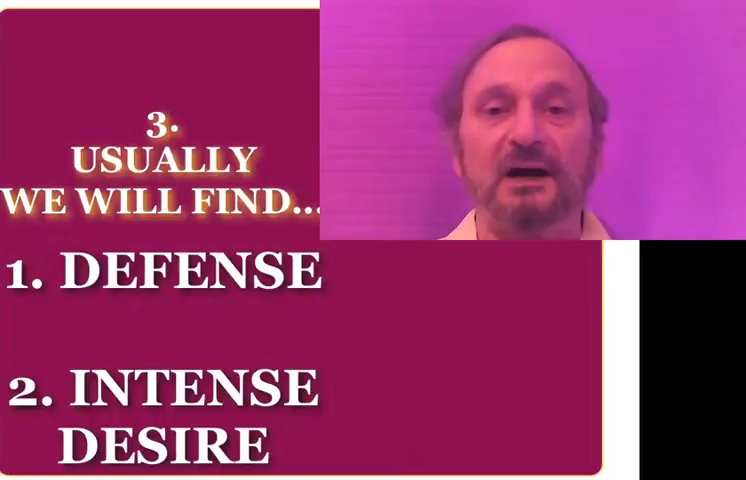 3.
USUALLY
WE WILL FIND...
1. DEFENSE
2. INTENSE
DESIRE